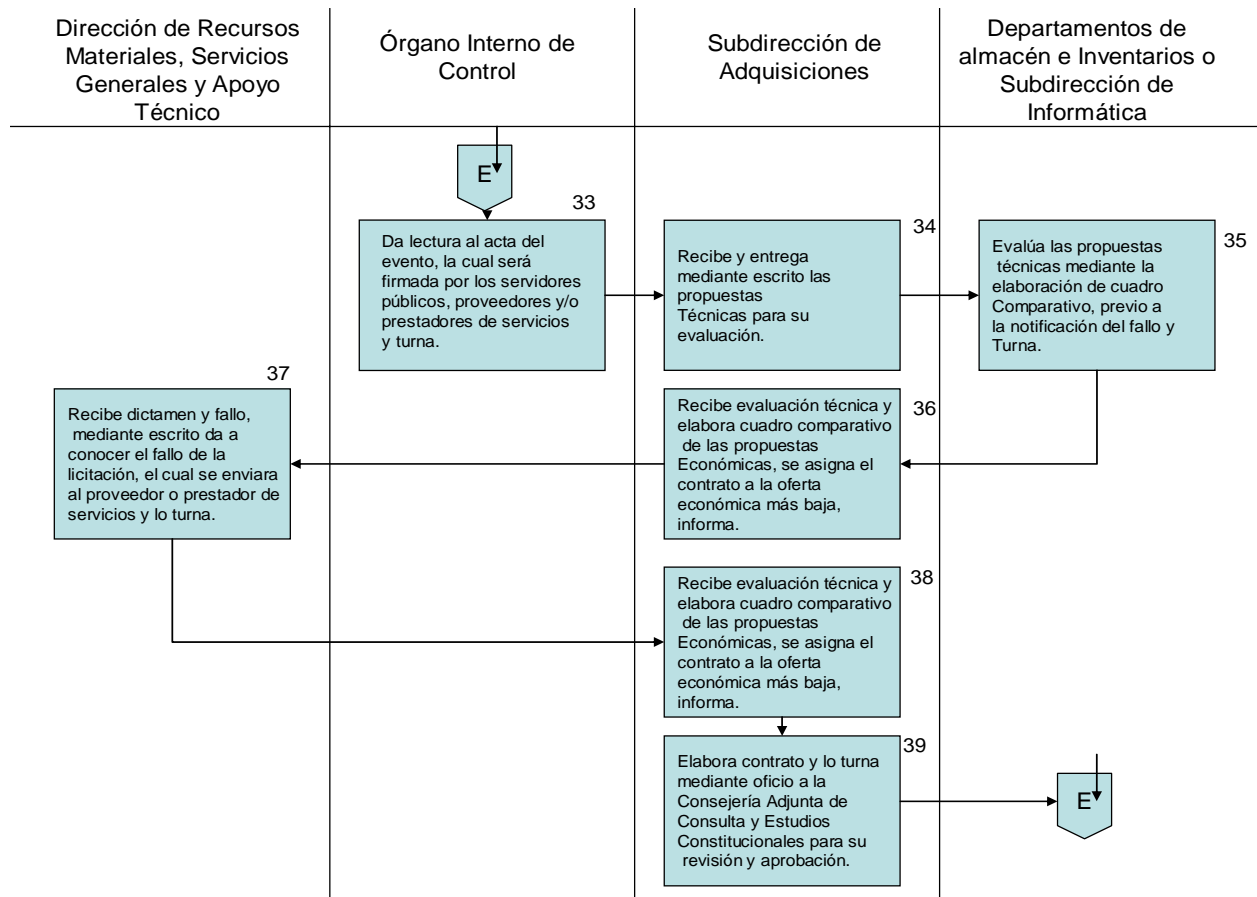 Dirección de Recursos
Materiales, Servicios
Generales y Apoyo
Técnico
Órgano Interno de
Control
Subdirección de
Adquisiciones
Departamentos de
almacén e Inventarios o
Subdirección de
Informática
E
33
Da lectura al acta del
evento, la cual será
firmada por los servidores
públicos, proveedores y/o
prestadores de servicios
y turna.
34
Recibe y entrega
mediante escrito las
propuestas
Técnicas para su
evaluación.
35
Evalúa las propuestas
técnicas mediante la
elaboración de cuadro
Comparativo, previo a
la notificación del fallo y
Turna.
36
Recibe evaluación técnica y
elabora cuadro comparativo
de las propuestas
Económicas, se asigna el
contrato a la oferta
económica más baja,
informa.
37
Recibe dictamen y fallo,
mediante escrito da a
conocer el fallo de la
licitación, el cual se enviara
al proveedor o prestador de
servicios y lo turna.
38
Recibe evaluación técnica y
elabora cuadro comparativo
de las propuestas
Económicas, se asigna el
contrato a la oferta
económica más baja,
informa.
39
Elabora contrato y lo turna
mediante oficio a la
Consejería Adjunta de
Consulta y Estudios
Constitucionales para su
revisión y aprobación.
E